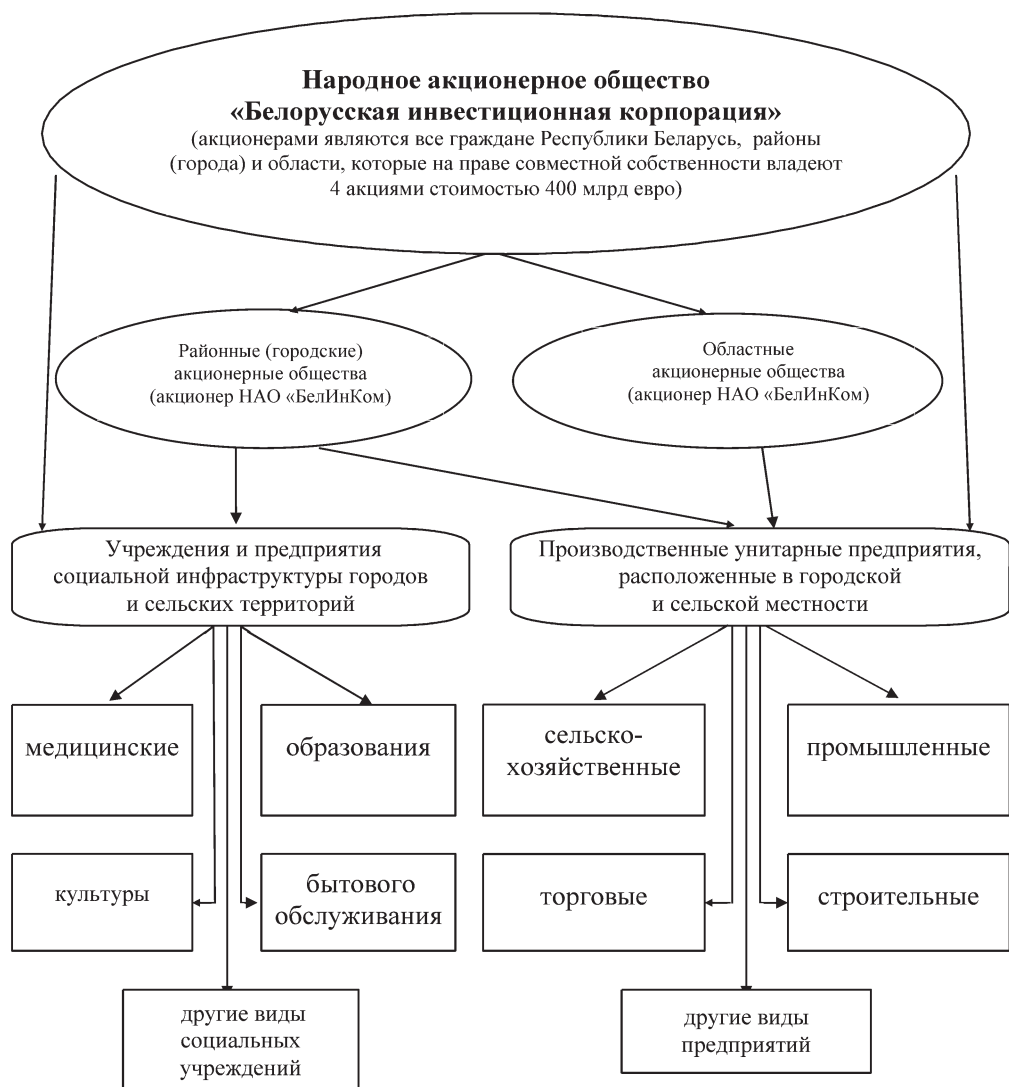 Народное акционерное общество
«Белорусская инвестиционная корпорация»
(акционерами являются все граждане Республики Беларусь, районы
(города) и области, которые на праве совместной собственности владеют
4 акциями стоимостью 400 млрд евро)
Районные (городские)
акционерные общества
(акционер НАО «БелИнКом)
Областные
акционерные общества
(акционер НАО «БелИнКом)
Учреждения и предприятия
социальной инфраструктуры городов
и сельских территорий
Производственные унитарные предприятия,
расположенные в городской
и сельской местности
медицинские
образования
сельско-
хозяйственные
промышленные
культуры
бытового
обслуживания
торговые
строительные
другие виды
социальных
учреждений
другие виды
предприятий